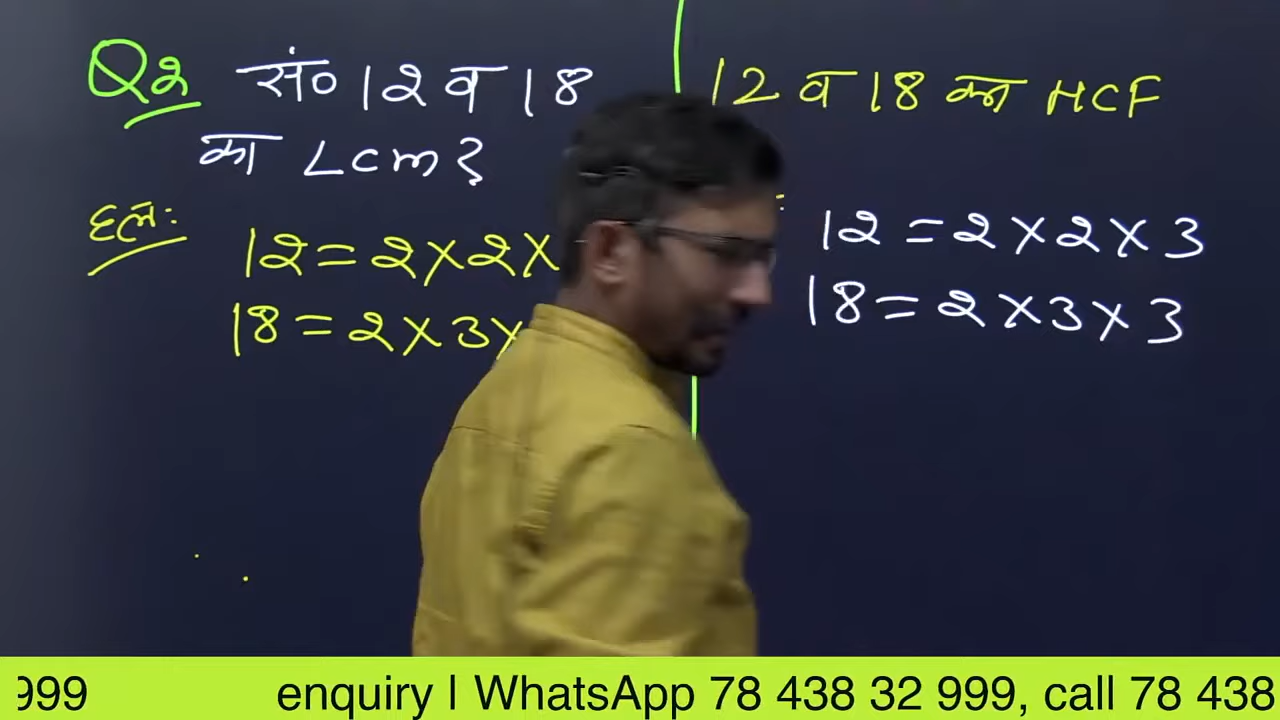 Q2 सं० 12 व 18
का Lcm?
हल:
12 = 2 × 2 ×
18 = 2 × 3 ×
12 व 18 का HCF
:
12 = 2 × 2 × 3
18 = 2 × 3 × 3
999 enquiry I WhatsApp 78 438 32 999, call 78 438